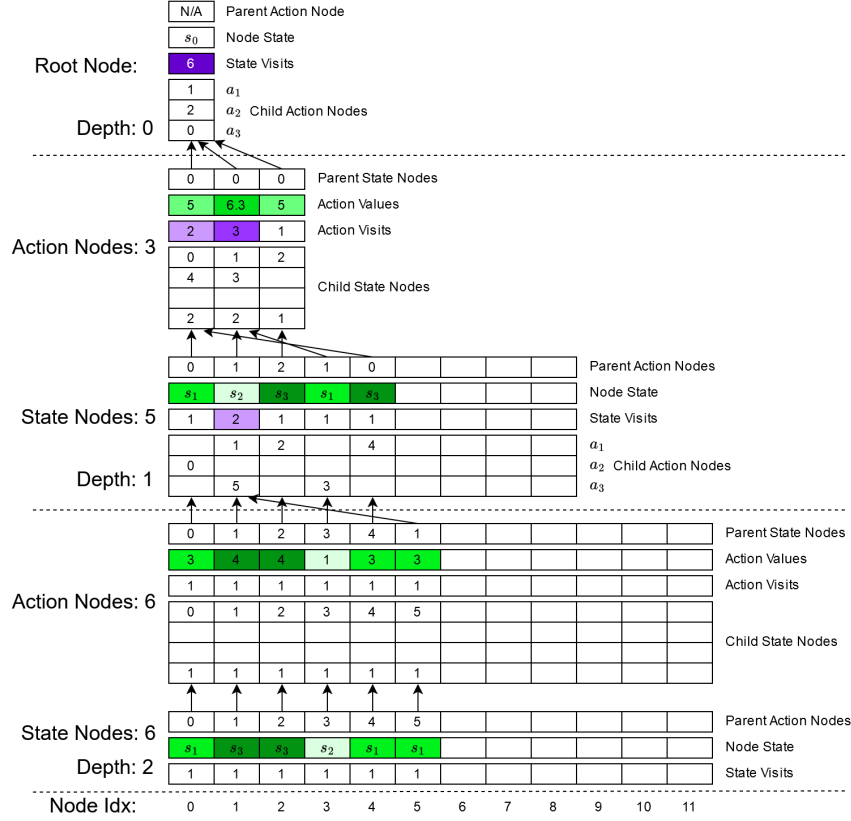 N/A Parent Action Node
s₀ Node State
Root Node: 6 State Visits
1 a₁
2 a₂ Child Action Nodes
Depth: 0 0 a₃
0 0 0 Parent State Nodes
5 6.3 5 Action Values
2 3 1 Action Visits
Action Nodes: 3
0 1 2
4 3
Child State Nodes
2 2 1
0 1 2 1 0 Parent Action Nodes
s₁ s₂ s₃ s₁ s₃ Node State
State Nodes: 5 1 2 1 1 1 State Visits
1 2 4 a₁
0 a₂ Child Action Nodes
Depth: 1 5 3 a₃
0 1 2 3 4 1 Parent State Nodes
3 4 4 1 3 3 Action Values
1 1 1 1 1 1 Action Visits
Action Nodes: 6 0 1 2 3 4 5
Child State Nodes
1 1 1 1 1 1
State Nodes: 6 0 1 2 3 4 5 Parent Action Nodes
s₁ s₃ s₃ s₂ s₁ s₁ Node State
Depth: 2 1 1 1 1 1 1 State Visits
Node Idx: 0 1 2 3 4 5 6 7 8 9 10 11